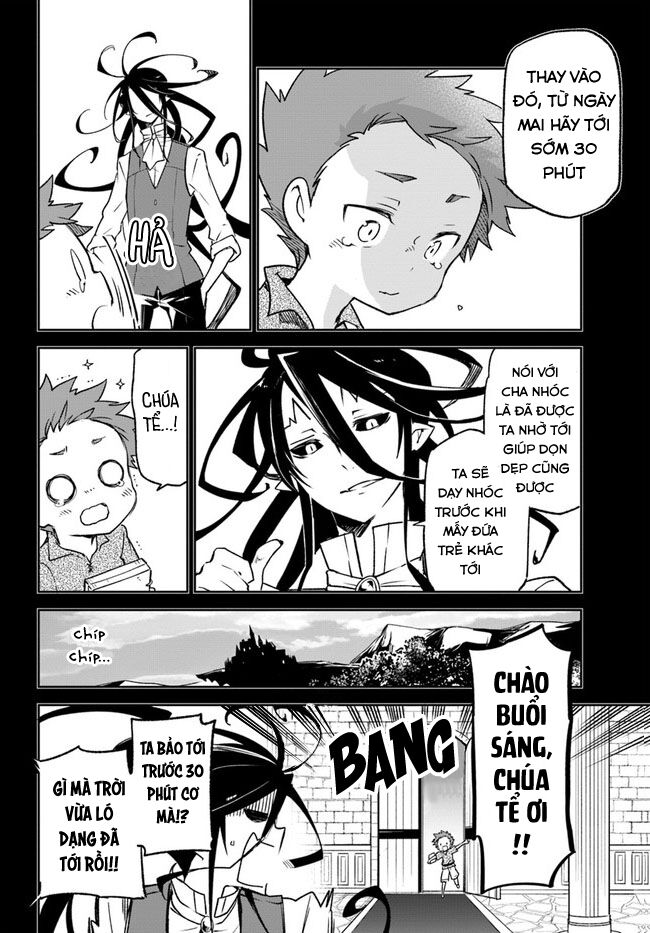 THAY VÀO
ĐÓ, TỪ NGÀY
MAI HÃY TỚI
SỚM 30
PHÚT
HẢ
NÓI VỚI
CHA NHÓC
LÀ ĐÃ ĐƯỢC
TA NHỜ TỚI
GIÚP DỌN
DẸP CŨNG
ĐƯỢC
TA SẼ
DẠY NHÓC
TRƯỚC KHI
MẤY ĐỨA
TRẺ KHÁC
TỚI
CHÚA
TỂ...!
chíp
chíp...
CHÀO
BUỔI
SÁNG,
CHÚA
TỂ ƠI
!!
BANG
TA BẢO TỚI
TRƯỚC 30
PHÚT CƠ
MÀ!?
GÌ MÀ TRỜI
VỪA LÓ
DẠNG ĐÃ
TỚI RỒI!!